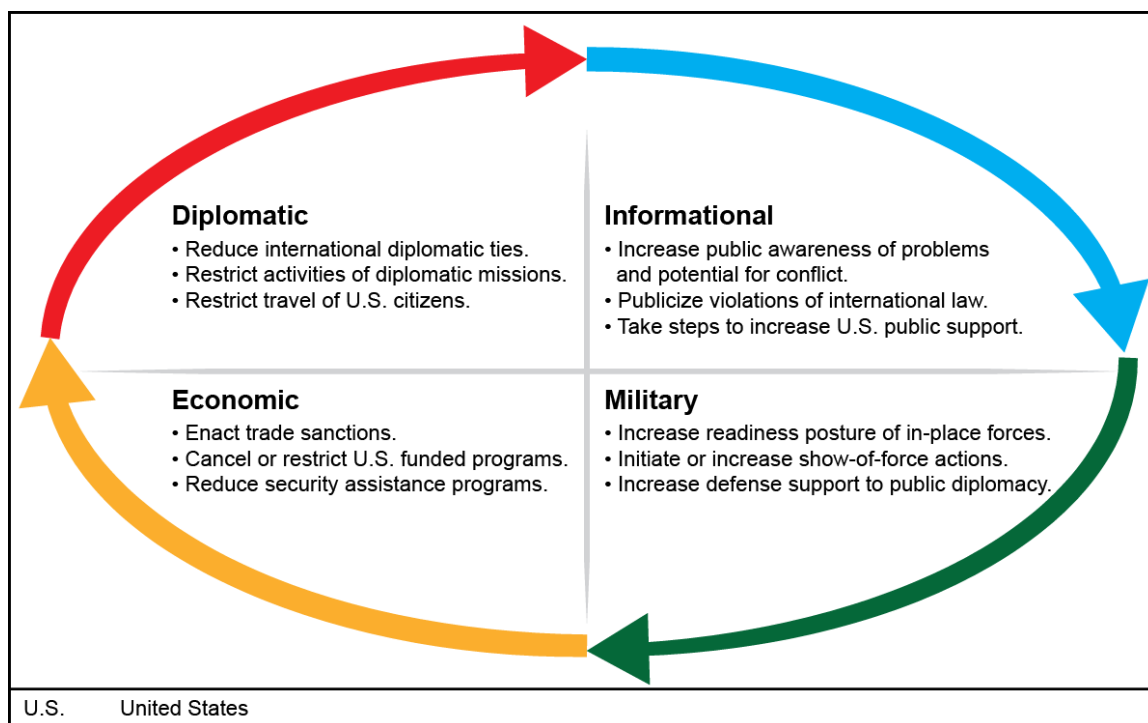 Diplomatic
• Reduce international diplomatic ties.
• Restrict activities of diplomatic missions.
• Restrict travel of U.S. citizens.
Informational
• Increase public awareness of problems
and potential for conflict.
• Publicize violations of international law.
• Take steps to increase U.S. public support.
Economic
• Enact trade sanctions.
• Cancel or restrict U.S. funded programs.
• Reduce security assistance programs.
Military
• Increase readiness posture of in-place forces.
• Initiate or increase show-of-force actions.
• Increase defense support to public diplomacy.
U.S. United States